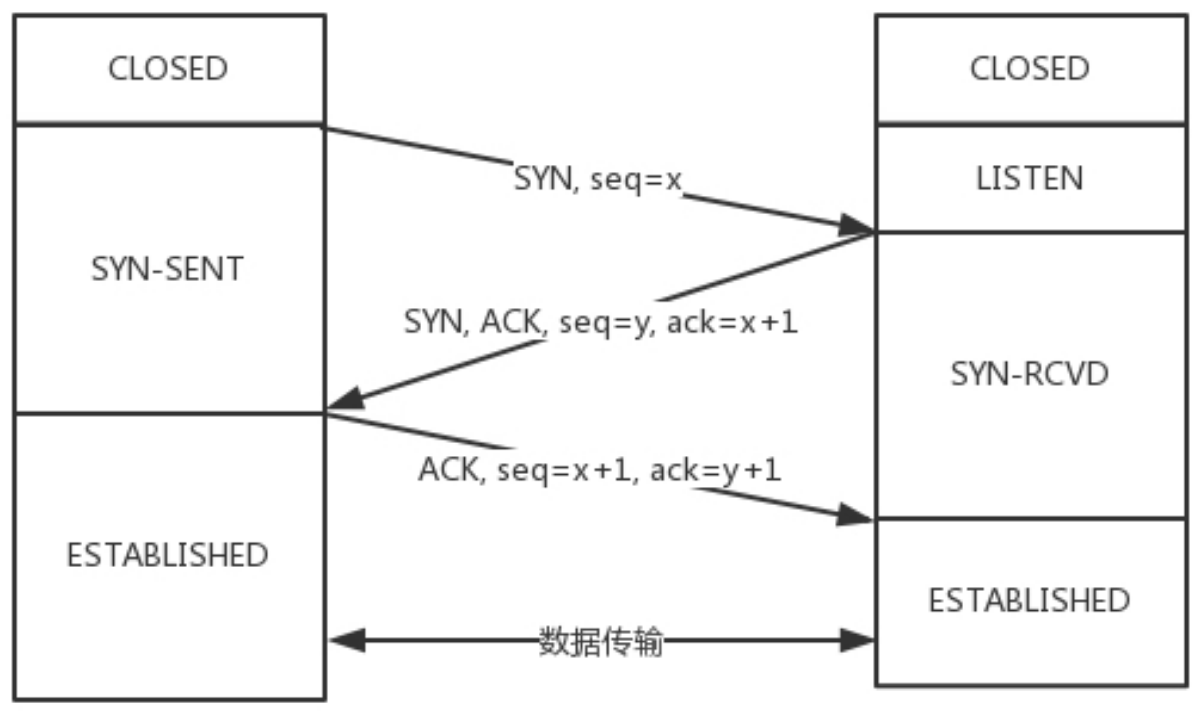 CLOSED
CLOSED
SYN, seq=x
LISTEN
SYN-SENT
SYN, ACK, seq=y, ack=x+1
SYN-RCVD
ACK, seq=x+1, ack=y+1
ESTABLISHED
ESTABLISHED
数据传输